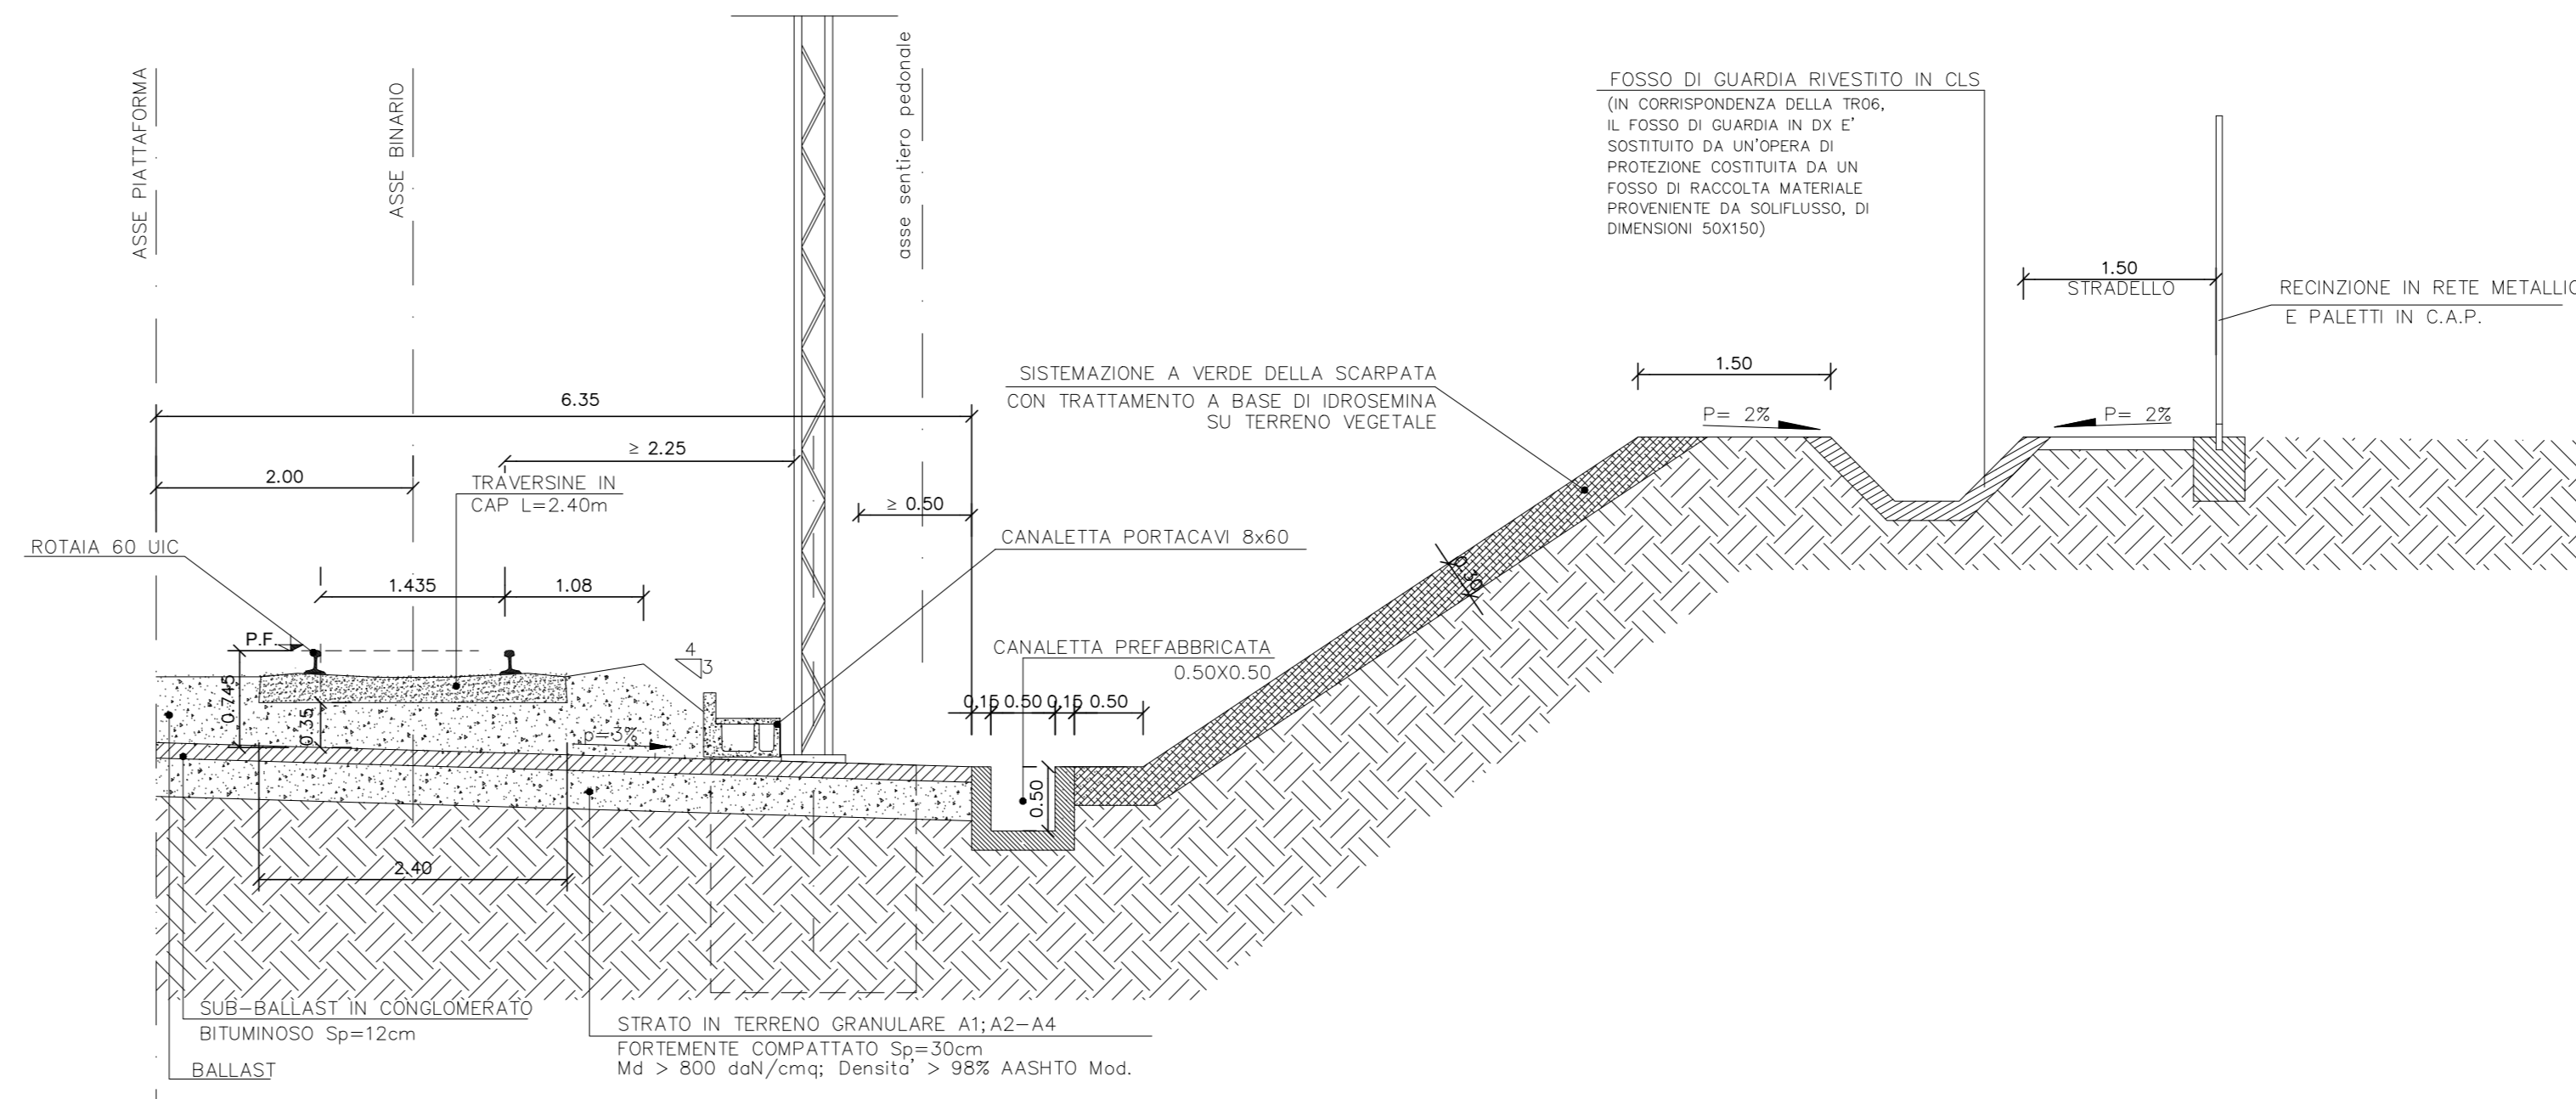 ASSE PIATTAFORMA
ASSE BINARIO
asse sentiero pedonale
FOSSO DI GUARDIA RIVESTITO IN CLS
(IN CORRISPONDENZA DELLA TR06,
IL FOSSO DI GUARDIA IN DX E'
SOSTITUITO DA UN'OPERA DI
PROTEZIONE COSTITUITA DA UN
FOSSO DI RACCOLTA MATERIALE
PROVENIENTE DA SOLIFLUSSO, DI
DIMENSIONI 50X150)
1.50
STRADELLO
RECINZIONE IN RETE METALLIC
E PALETTI IN C.A.P.
SISTEMAZIONE A VERDE DELLA SCARPATA
CON TRATTAMENTO A BASE DI IDROSEMINA
SU TERRENO VEGETALE
1.50
P= 2%
P= 2%
6.35
≥ 2.25
2.00
TRAVERSINE IN
CAP L=2.40m
≥ 0.50
CANALETTA PORTACAVI 8x60
ROTAIA 60 UIC
1.435
1.08
0.30
P.F.
4
3
CANALETTA PREFABBRICATA
0.50X0.50
0.745
0.35
p=3%
0.15
0.50
0.15
0.50
0.50
2.40
SUB-BALLAST IN CONGLOMERATO
BITUMINOSO Sp=12cm
BALLAST
STRATO IN TERRENO GRANULARE A1;A2-A4
FORTEMENTE COMPATTATO Sp=30cm
Md > 800 daN/cmq; Densita' > 98% AASHTO Mod.